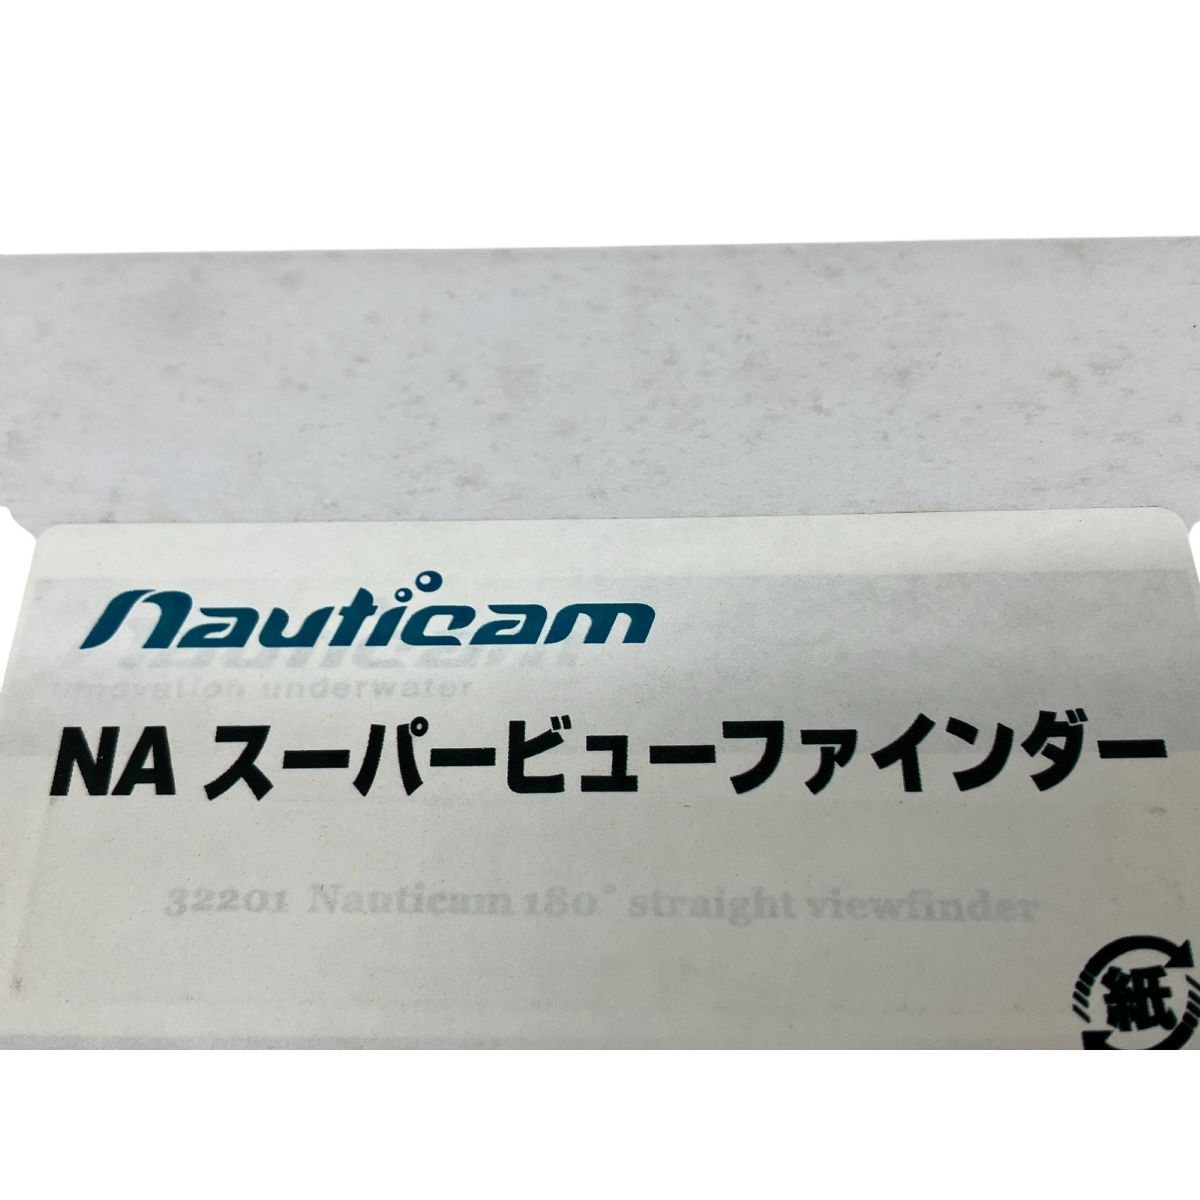 nauticam
Nauticam
innovation underwater
NA スーパービューファインダー
32201 Nauticam 180° straight viewfinder
紙